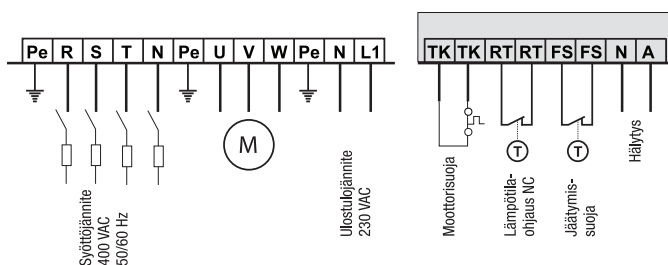 Pe R S T N Pe U V W Pe N L1
TK TK RT RT FS FS N A
M
T
T
Syöttöjännite
400 VAC
50/60 Hz
Ulostulojännite
230 VAC
Moottorisuoja
Lämpötila-
ohjaus NC
Jäätymis-
suoja
Hälytys